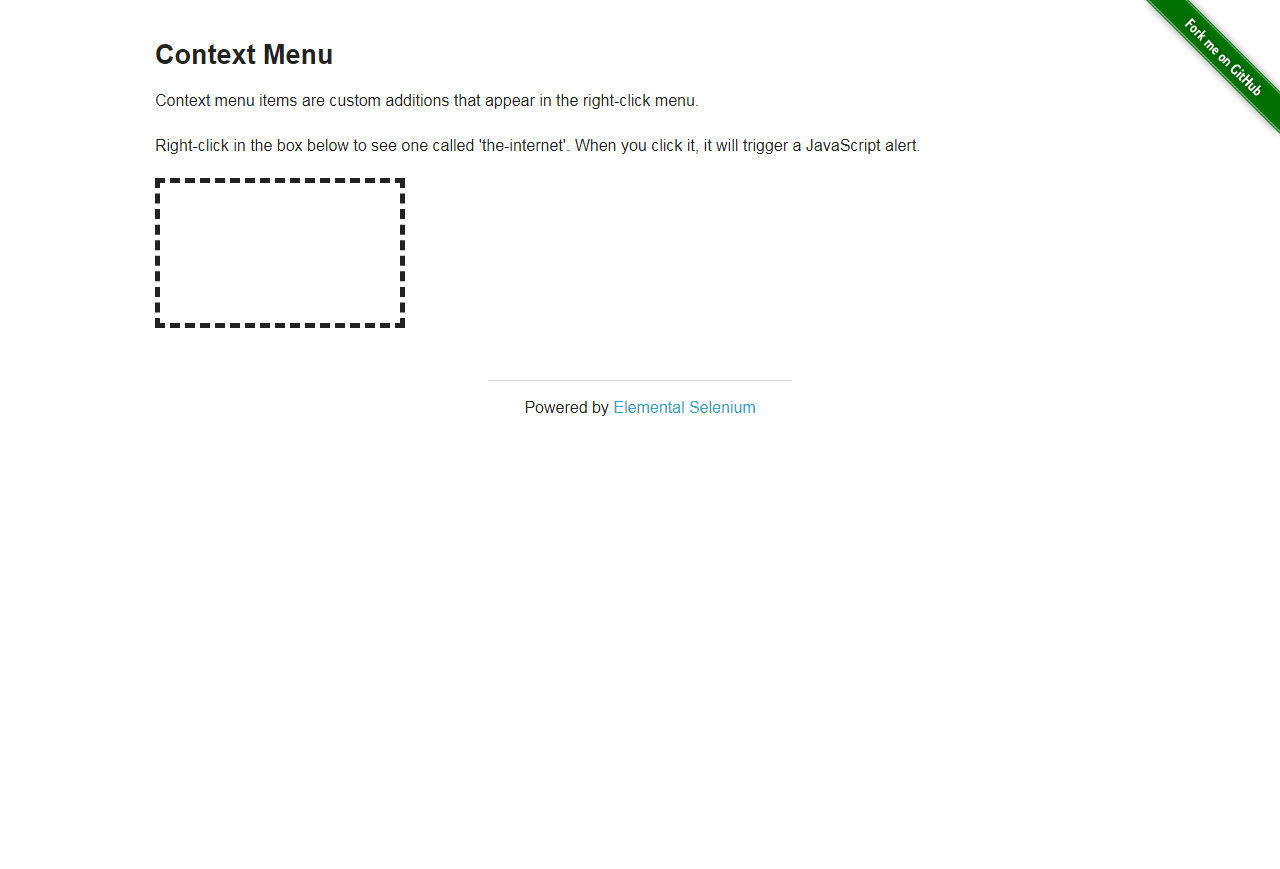 Fork me on GitHub
Context Menu
Context menu items are custom additions that appear in the right-click menu.
Right-click in the box below to see one called 'the-internet'. When you click it, it will trigger a JavaScript alert.
Powered by Elemental Selenium